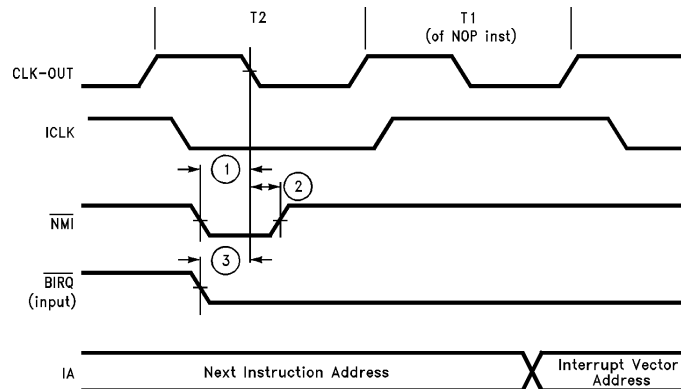 T2
T1
(of NOP inst)
CLK-OUT
ICLK
1
2
NMI
3
BIRQ
(input)
IA
Next Instruction Address
Interrupt Vector
Address